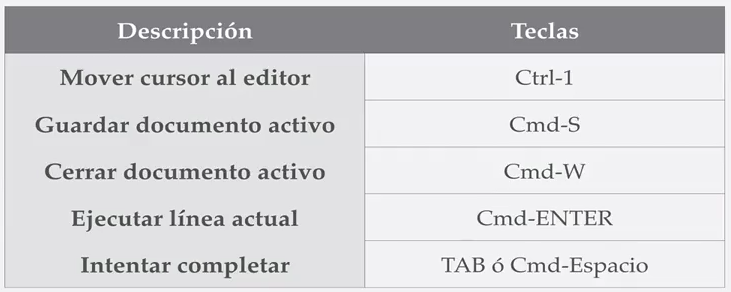 Descripción Teclas
Mover cursor al editor Ctrl-1
Guardar documento activo Cmd-S
Cerrar documento activo Cmd-W
Ejecutar línea actual Cmd-ENTER
Intentar completar TAB ó Cmd-Espacio